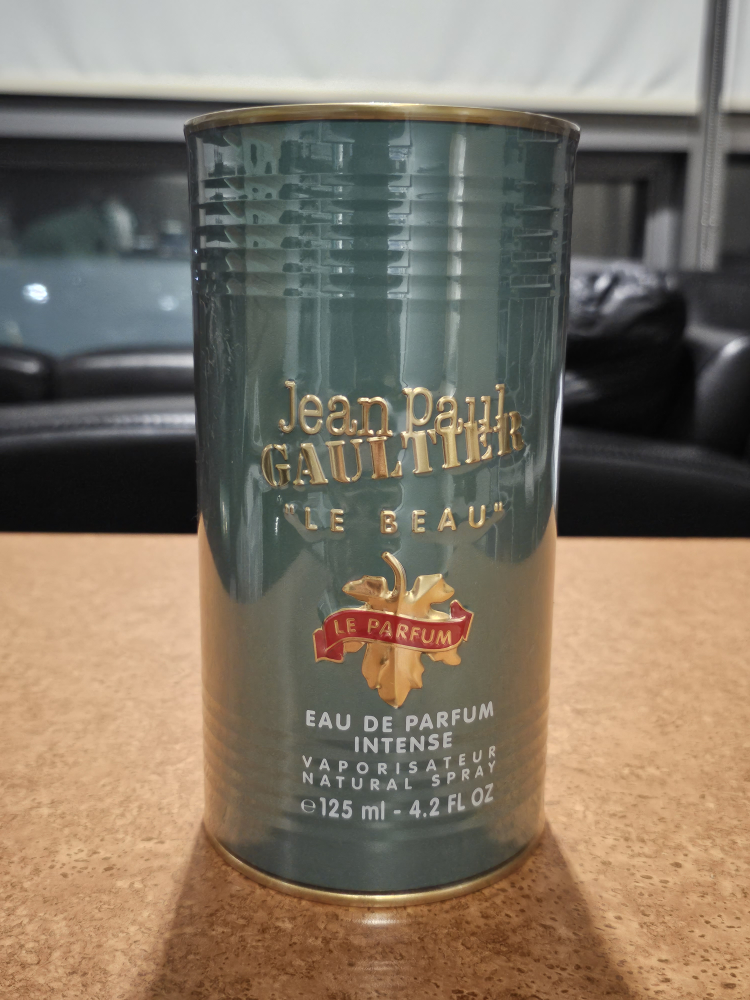 Jean Paul
GAULTIER
"LE BEAU"
LE PARFUM
EAU DE PARFUM
INTENSE
VAPORISATEUR
NATURAL SPRAY
℮125 ml - 4.2 FL OZ